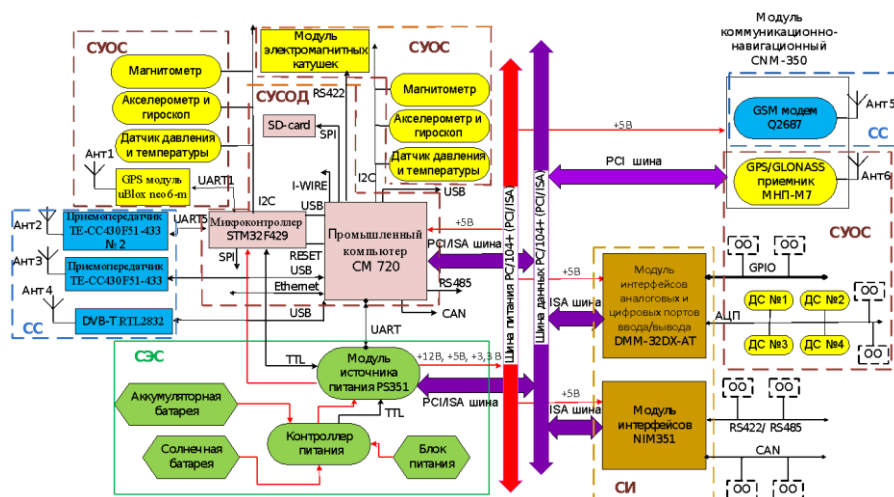 СУОС
Магнитометр
Акселерометр и
гироскоп
Датчик давления
и температуры
Ант1
GPS модуль
uBlox neo6-m
UART1
I2C
Модуль
электромагнитных
катушек
СУОС
RS422
Магнитометр
Акселерометр и
гироскоп
Датчик давления
и температуры
I2C
СУСОД
SD-card
SPI
I-WIRE
USB
USB
Микроконтроллер
STM32F429
Промышленный
компьютер
СМ 720
RESET
SPI
USB
Ethernet
USB
UART5
Ант2
Приемопередатчик
TE-CC430F51-433
№ 2
Ант3
Приемопередатчик
TE-CC430F51-433
Ант 4
DVB-T RTL2832
СС
+5В
PCI/ISA шина
RS485
CAN
UART
TTL
СЭС
Модуль
источника
питания PS351
+12В, +5В, +3,3 В
PCI/ISA шина
TTL
Аккумуляторная
батарея
Солнечная
батарея
Контроллер
питания
Блок
питания
Шина питания PC/104+ (PCI/ISA)
Шина данных PC/104+ (PCI/ISA)
Модуль
коммуникационно-
навигационный
CNM-350
+5В
GSM модем
Q2687
Ант5
СС
PCI шина
GPS/GLONASS
приемник
МНП-М7
Ант6
СУОС
+5В
ISA шина
Модуль
интерфейсов
аналоговых и
цифровых портов
ввода/вывода
DMM-32DX-AT
GPIO
АЦП
ДС №1
ДС №2
ДС №3
ДС №4
+5В
ISA шина
Модуль
интерфейсов
NIM351
RS422/ RS485
CAN
СИ